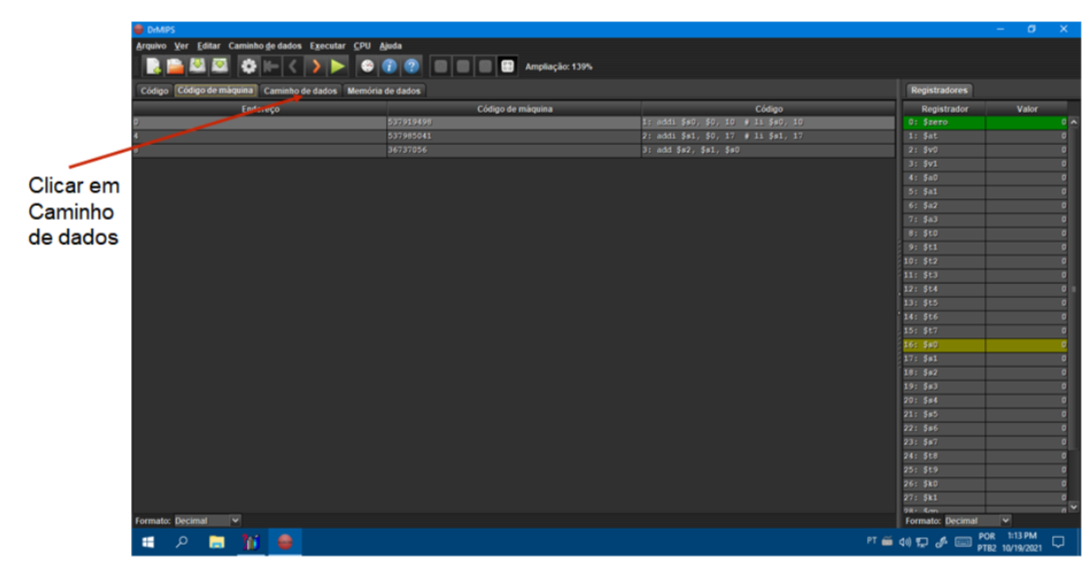 DrMIPS
Arquivo Ver Editar Caminho de dados Executar CPU Ajuda
Ampliação: 139%
Código Código de máquina Caminho de dados Memória de dados
Registradores
Endereço Código de máquina Código
Registrador Valor
0 537919498 1: addi $s0, $0, 10 # li $s0, 10
4 537985041 2: addi $s1, $0, 17 # li $s1, 17
8 36737056 3: add $s2, $s1, $s0
0: $zero 0
1: $at 0
2: $v0 0
3: $v1 0
4: $a0 0
5: $a1 0
6: $a2 0
7: $a3 0
8: $t0 0
9: $t1 0
10: $t2 0
11: $t3 0
12: $t4 0
13: $t5 0
14: $t6 0
15: $t7 0
16: $s0 0
17: $s1 0
18: $s2 0
19: $s3 0
20: $s4 0
21: $s5 0
22: $s6 0
23: $s7 0
24: $t8 0
25: $t9 0
26: $k0 0
27: $k1 0
28: $gp 0
Clicar em
Caminho
de dados
Formato: Decimal
Formato: Decimal
PT
POR
PTB2
1:13 PM
10/19/2021